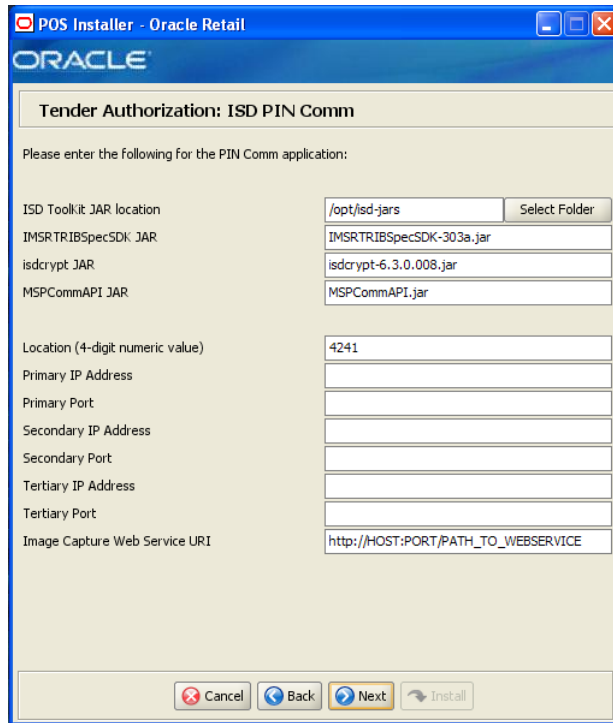 POS Installer - Oracle Retail
ORACLE
Tender Authorization: ISD PIN Comm
Please enter the following for the PIN Comm application:
ISD ToolKit JAR location /opt/isd-jars Select Folder
IMSRTRIBSpecSDK JAR IMSRTRIBSpecSDK-303a.jar
isdcrypt JAR isdcrypt-6.3.0.008.jar
MSPCommAPI JAR MSPCommAPI.jar
Location (4-digit numeric value) 4241
Primary IP Address
Primary Port
Secondary IP Address
Secondary Port
Tertiary IP Address
Tertiary Port
Image Capture Web Service URI http://HOST:PORT/PATH_TO_WEBSERVICE
Cancel Back Next Install